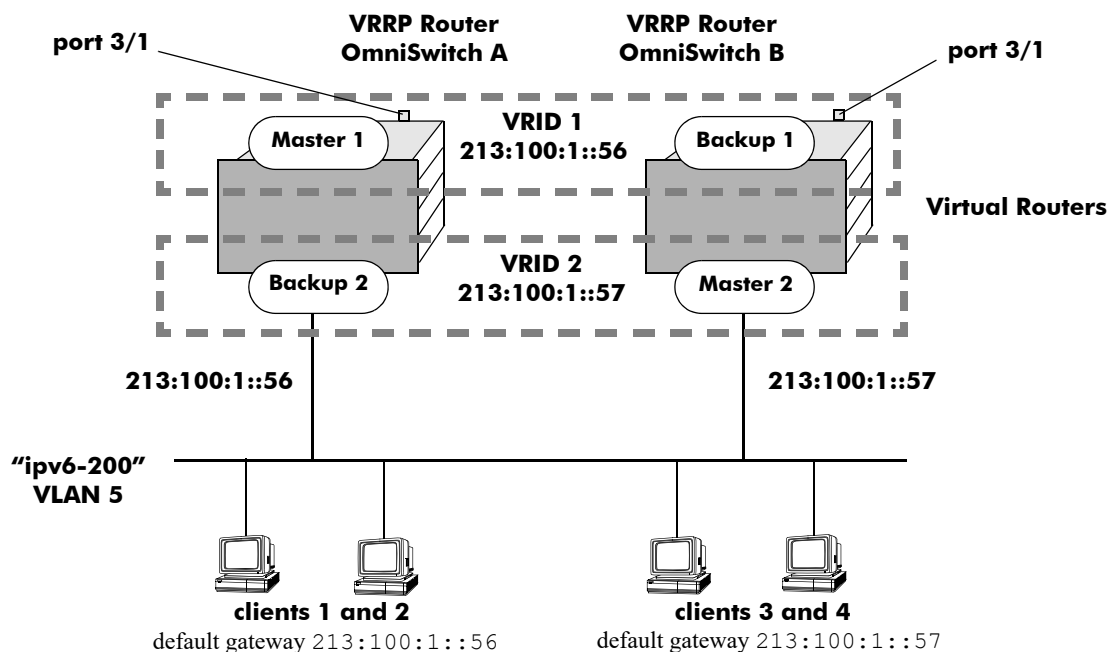 VRRP Router
OmniSwitch A
VRRP Router
OmniSwitch B
port 3/1
port 3/1
Master 1
VRID 1
213:100:1::56
Backup 1
Virtual Routers
Backup 2
VRID 2
213:100:1::57
Master 2
213:100:1::56
213:100:1::57
“ipv6-200”
VLAN 5
clients 1 and 2
default gateway 213:100:1::56
clients 3 and 4
default gateway 213:100:1::57